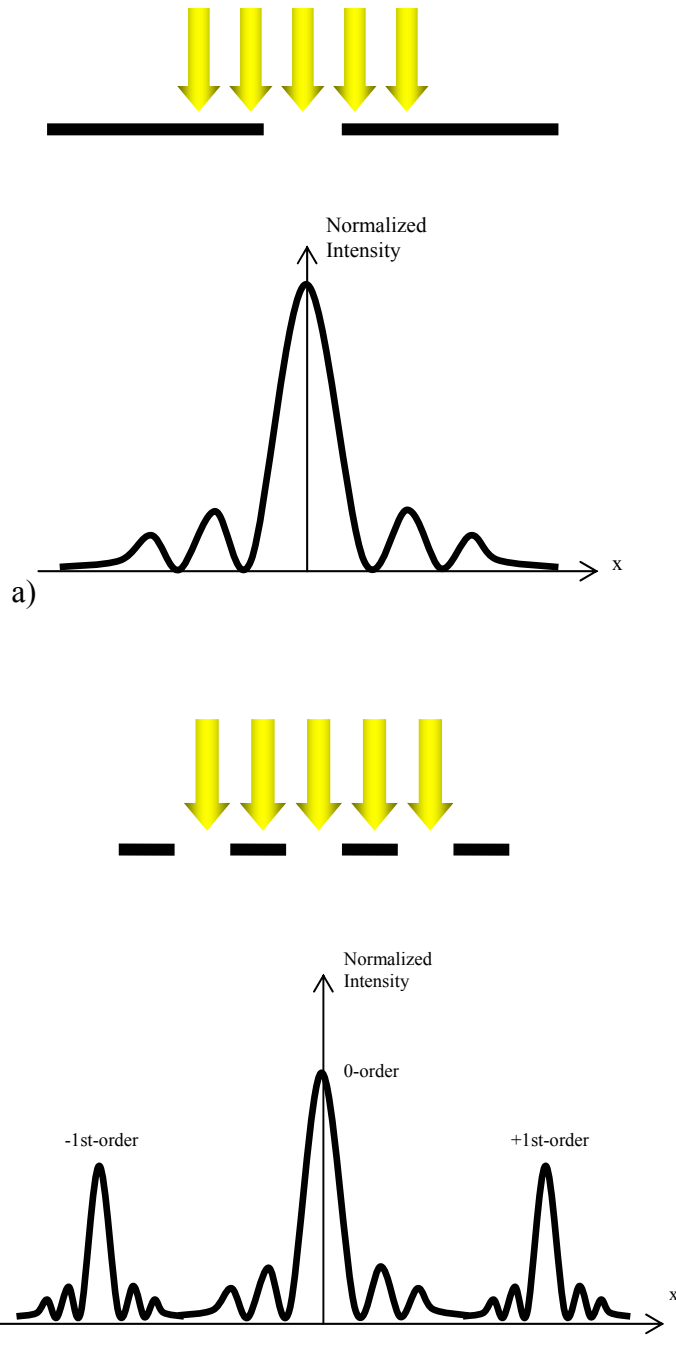 Normalized
Intensity
x
a)
Normalized
Intensity
0-order
-1st-order
+1st-order
x